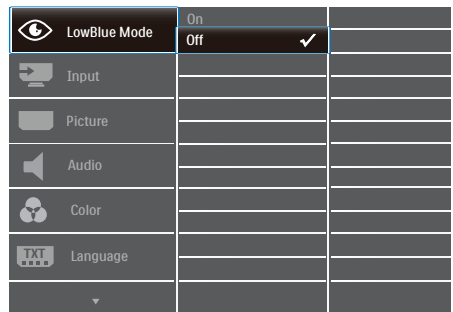 LowBlue Mode
On
Off
Input
Picture
Audio
Color
TXT
Language